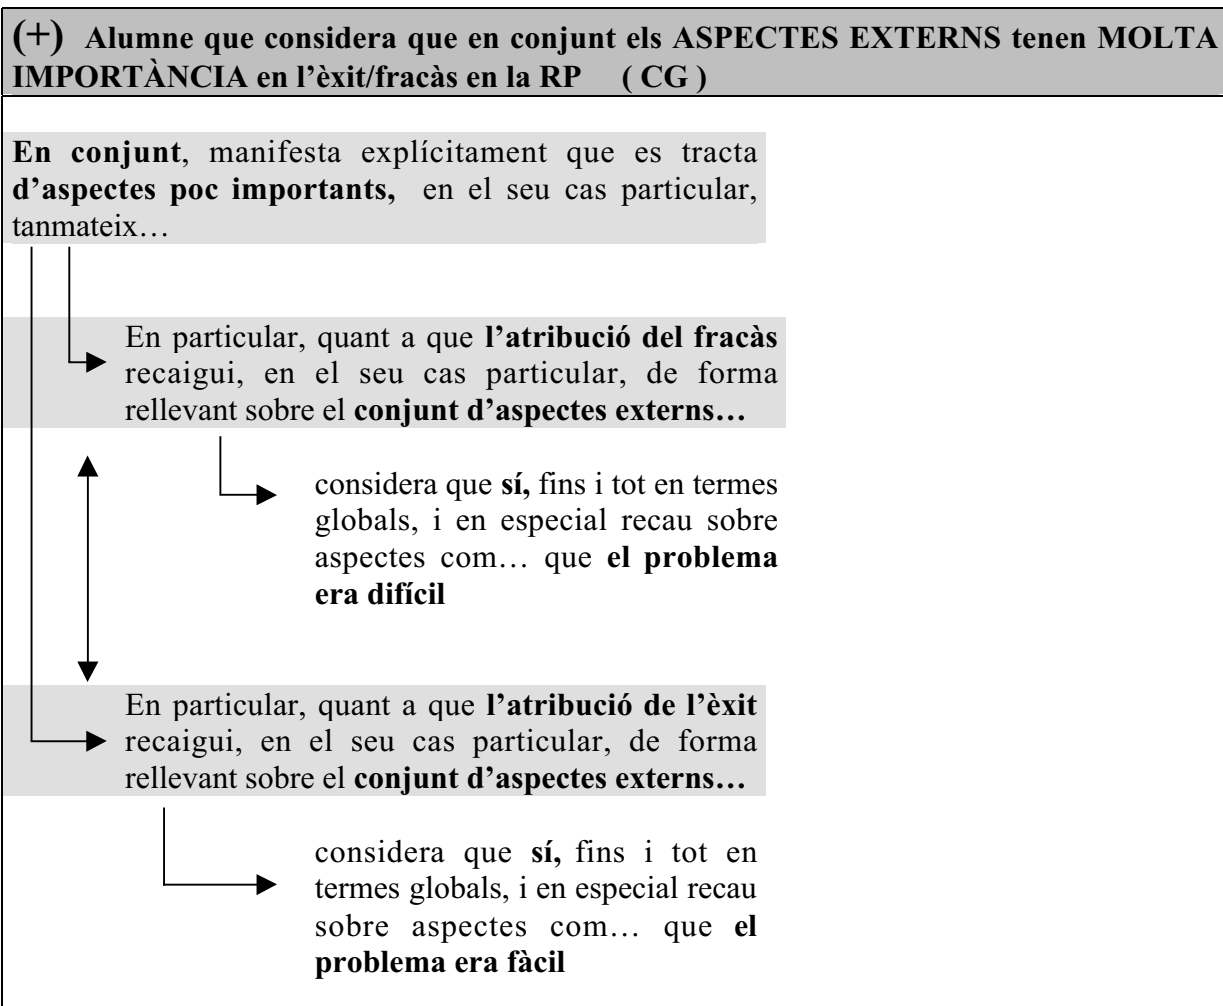 (+) Alumne que considera que en conjunt els ASPECTES EXTERNS tenen MOLTA
IMPORTÀNCIA en l’èxit/fracàs en la RP ( CG )
En conjunt, manifesta explícitament que es tracta
d’aspectes poc importants, en el seu cas particular,
tanmateix…
En particular, quant a que l’atribució del fracàs
recaigui, en el seu cas particular, de forma
rellevant sobre el conjunt d’aspectes externs…
considera que sí, fins i tot en termes
globals, i en especial recau sobre
aspectes com… que el problema
era difícil
En particular, quant a que l’atribució de l’èxit
recaigui, en el seu cas particular, de forma
rellevant sobre el conjunt d’aspectes externs…
considera que sí, fins i tot en
termes globals, i en especial recau
sobre aspectes com… que el
problema era fàcil